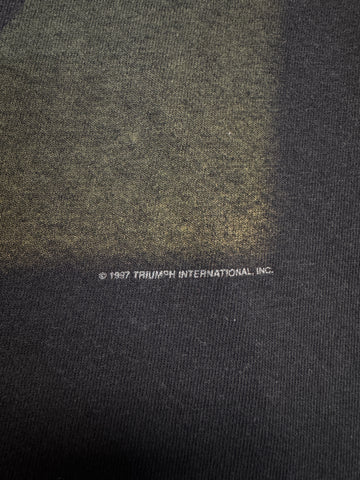 © 1997 TRIUMPH INTERNATIONAL, INC.